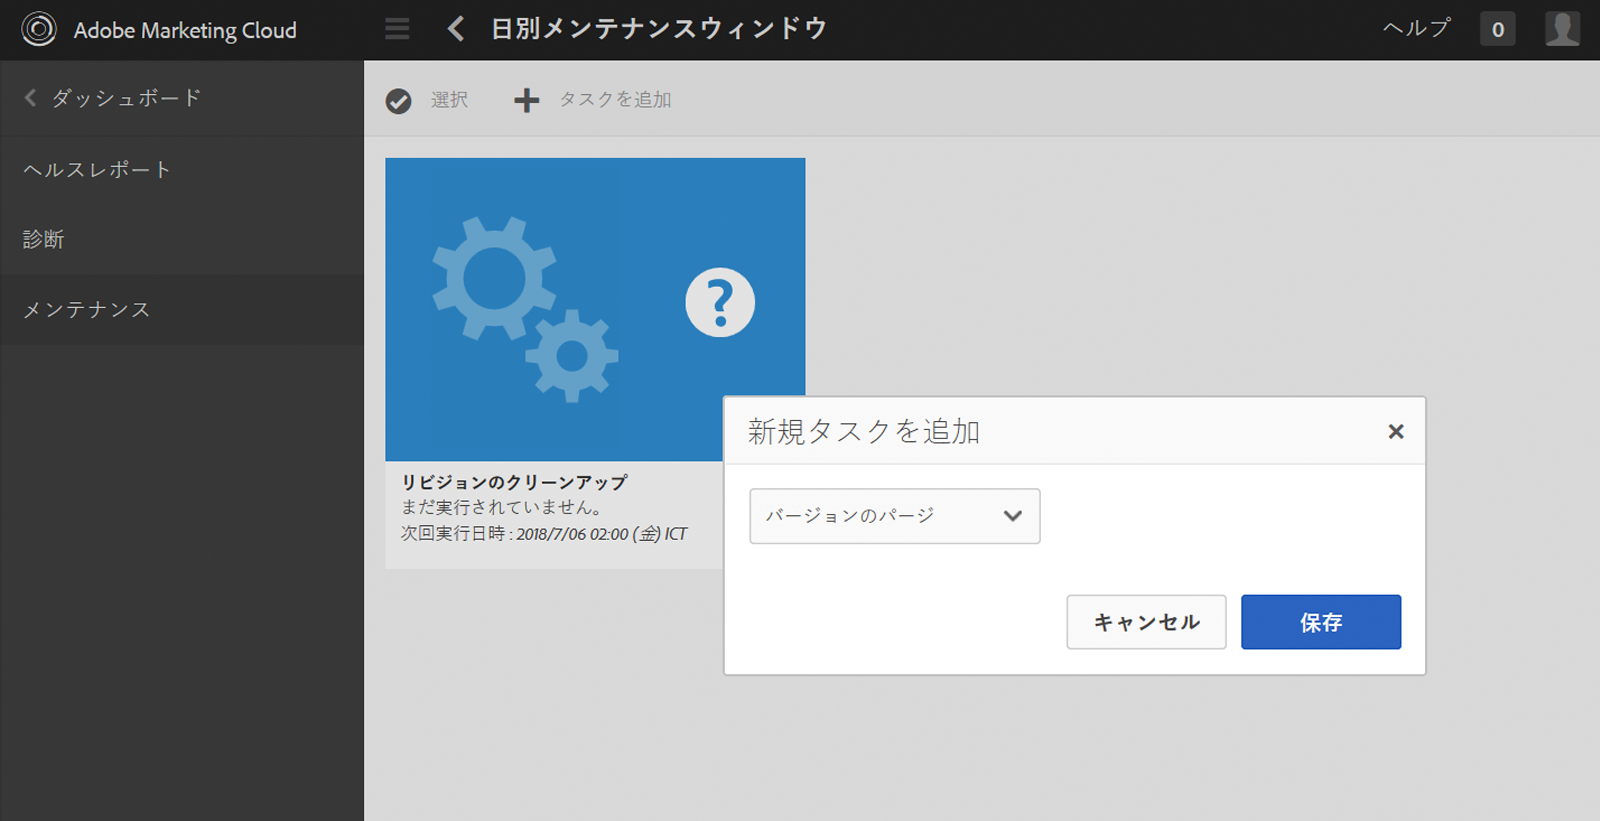 Adobe Marketing Cloud
日別メンテナンスウィンドウ
ヘルプ
0
ダッシュボード
ヘルスレポート
診断
メンテナンス
選択
タスクを追加
?
リビジョンのクリーンアップ
まだ実行されていません。
次回実行日時 : 2018/7/06 02:00 (金) ICT
新規タスクを追加
バージョンのパージ
キャンセル
保存